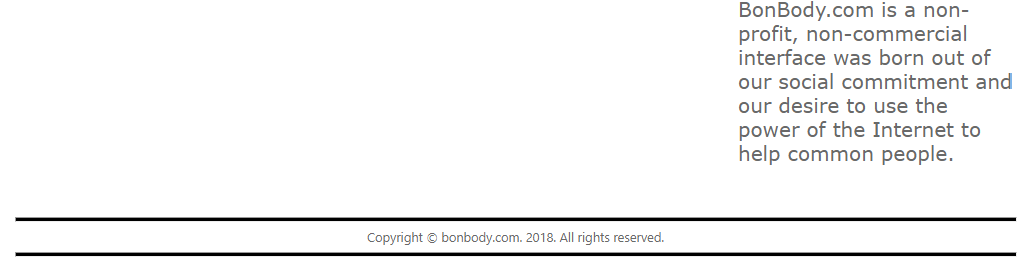 BonBody.com is a non-
profit, non-commercial
interface was born out of
our social commitment and
our desire to use the
power of the Internet to
help common people.
Copyright © bonbody.com. 2018. All rights reserved.